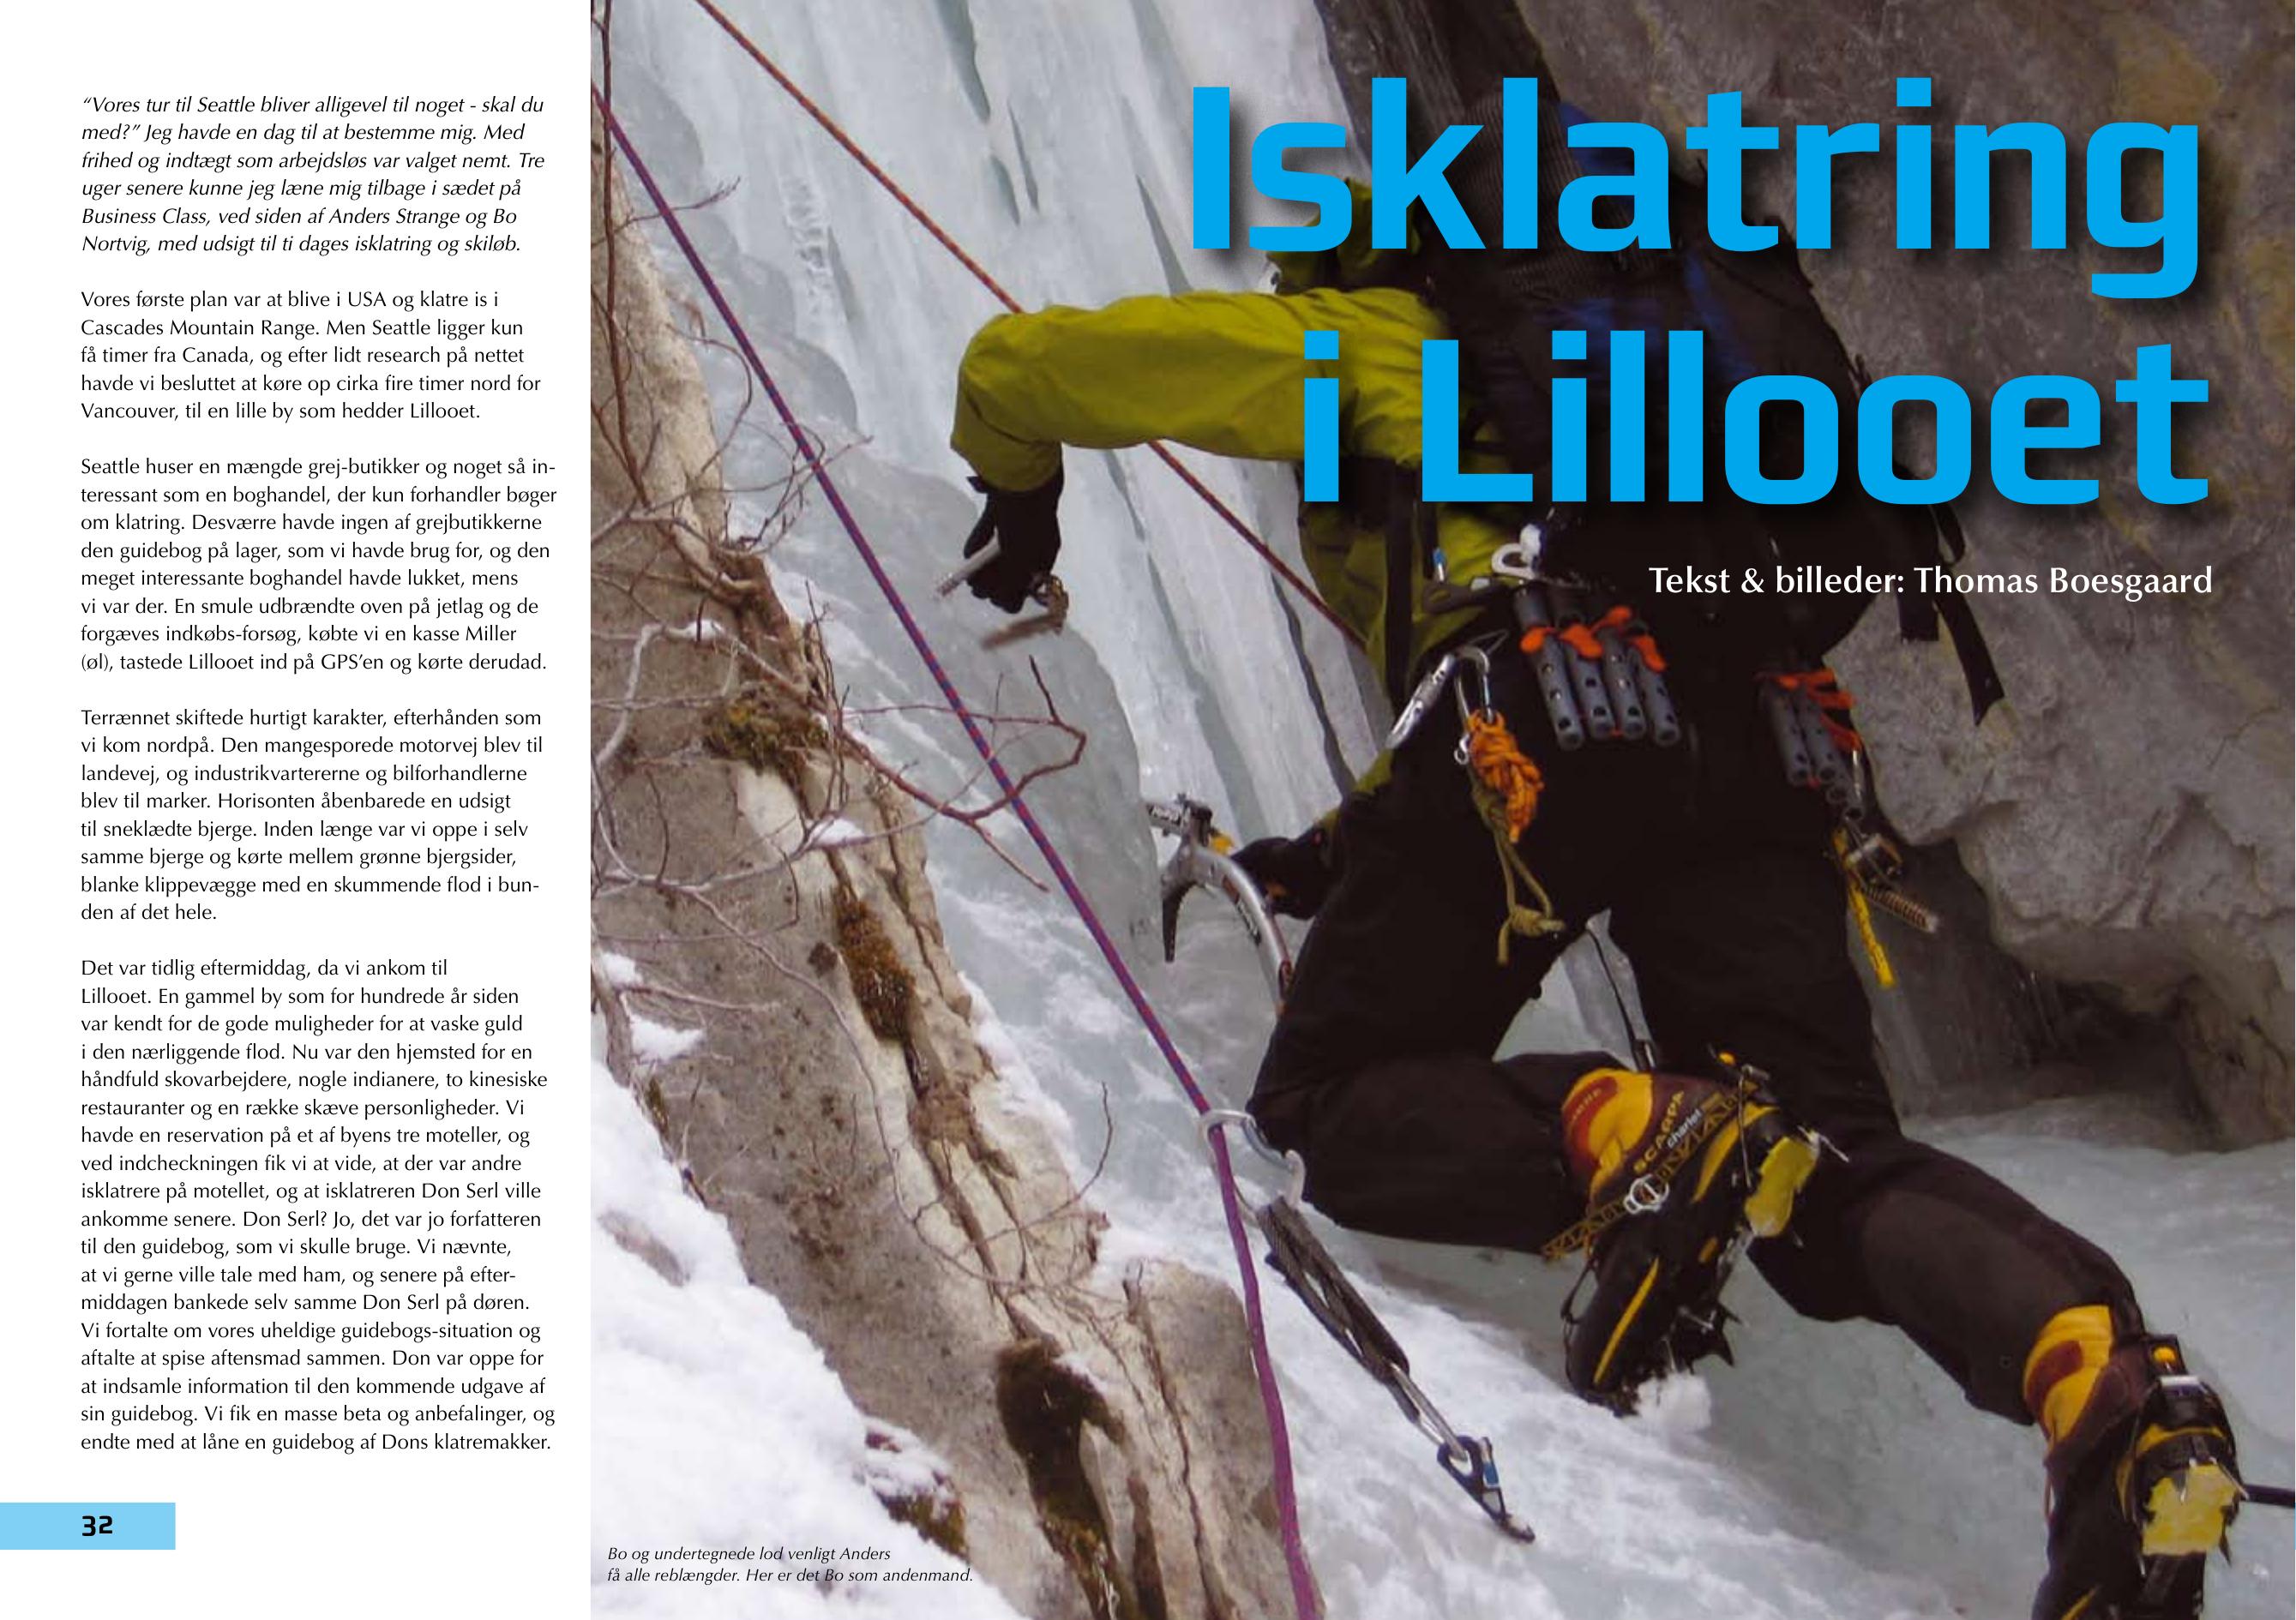 “Vores tur til Seattle bliver alligevel til noget - skal du
med?” Jeg havde en dag til at bestemme mig. Med
frihed og indtægt som arbejdsløs var valget nemt. Tre
uger senere kunne jeg læne mig tilbage i sædet på
Business Class, ved siden af Anders Strange og Bo
Nortvig, med udsigt til ti dages isklatring og skiløb.
Vores første plan var at blive i USA og klatre is i
Cascades Mountain Range. Men Seattle ligger kun
få timer fra Canada, og efter lidt research på nettet
havde vi besluttet at køre op cirka fire timer nord for
Vancouver, til en lille by som hedder Lillooet.
Seattle huser en mængde grej-butikker og noget så in-
teressant som en boghandel, der kun forhandler bøger
om klatring. Desværre havde ingen af grejbutikkerne
den guidebog på lager, som vi havde brug for, og den
meget interessante boghandel havde lukket, mens
vi var der. En smule udbrændte oven på jetlag og de
forgæves indkøbs-forsøg, købte vi en kasse Miller
(øl), tastede Lillooet ind på GPS’en og kørte derudad.
Terrænnet skiftede hurtigt karakter, efterhånden som
vi kom nordpå. Den mangesporede motorvej blev til
landevej, og industrikvartererne og bilforhandlerne
blev til marker. Horisonten åbenbarede en udsigt
til sneklædte bjerge. Inden længe var vi oppe i selv
samme bjerge og kørte mellem grønne bjergsider,
blanke klippevægge med en skummende flod i bun-
den af det hele.
Det var tidlig eftermiddag, da vi ankom til
Lillooet. En gammel by som for hundrede år siden
var kendt for de gode muligheder for at vaske guld
i den nærliggende flod. Nu var den hjemsted for en
håndfuld skovarbejdere, nogle indianere, to kinesiske
restauranter og en række skæve personligheder. Vi
havde en reservation på et af byens tre moteller, og
ved indcheckningen fik vi at vide, at der var andre
isklatrere på motellet, og at isklatreren Don Serl ville
ankomme senere. Don Serl? Jo, det var jo forfatteren
til den guidebog, som vi skulle bruge. Vi nævnte,
at vi gerne ville tale med ham, og senere på efter-
middagen bankede selv samme Don Serl på døren.
Vi fortalte om vores uheldige guidebogs-situation og
aftalte at spise aftensmad sammen. Don var oppe for
at indsamle information til den kommende udgave af
sin guidebog. Vi fik en masse beta og anbefalinger, og
endte med at låne en guidebog af Dons klatremakker.
32
Isklatring
i Lillooet
Tekst & billeder: Thomas Boesgaard
SCARPA
charlet
Bo og undertegnede lod venligt Anders
få alle reblængder. Her er det Bo som andenmand.